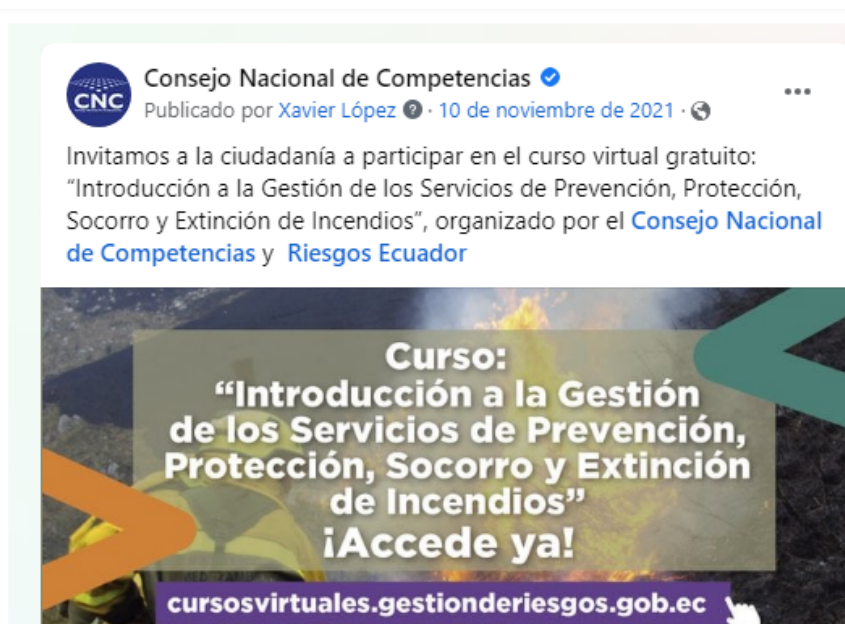 CNC
Consejo Nacional de Competencias
Publicado por Xavier López · 10 de noviembre de 2021 ·
Invitamos a la ciudadanía a participar en el curso virtual gratuito:
“Introducción a la Gestión de los Servicios de Prevención, Protección,
Socorro y Extinción de Incendios”, organizado por el Consejo Nacional
de Competencias y Riesgos Ecuador
Curso:
“Introducción a la Gestión
de los Servicios de Prevención,
Protección, Socorro y Extinción
de Incendios”
¡Accede ya!
cursosvirtuales.gestionderiesgos.gob.ec